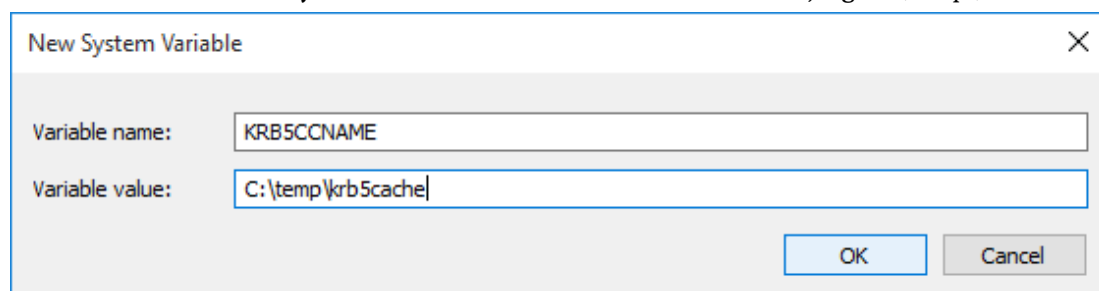 New System Variable
Variable name: KRB5CCNAME
Variable value: C:\temp\krb5cache
OK Cancel